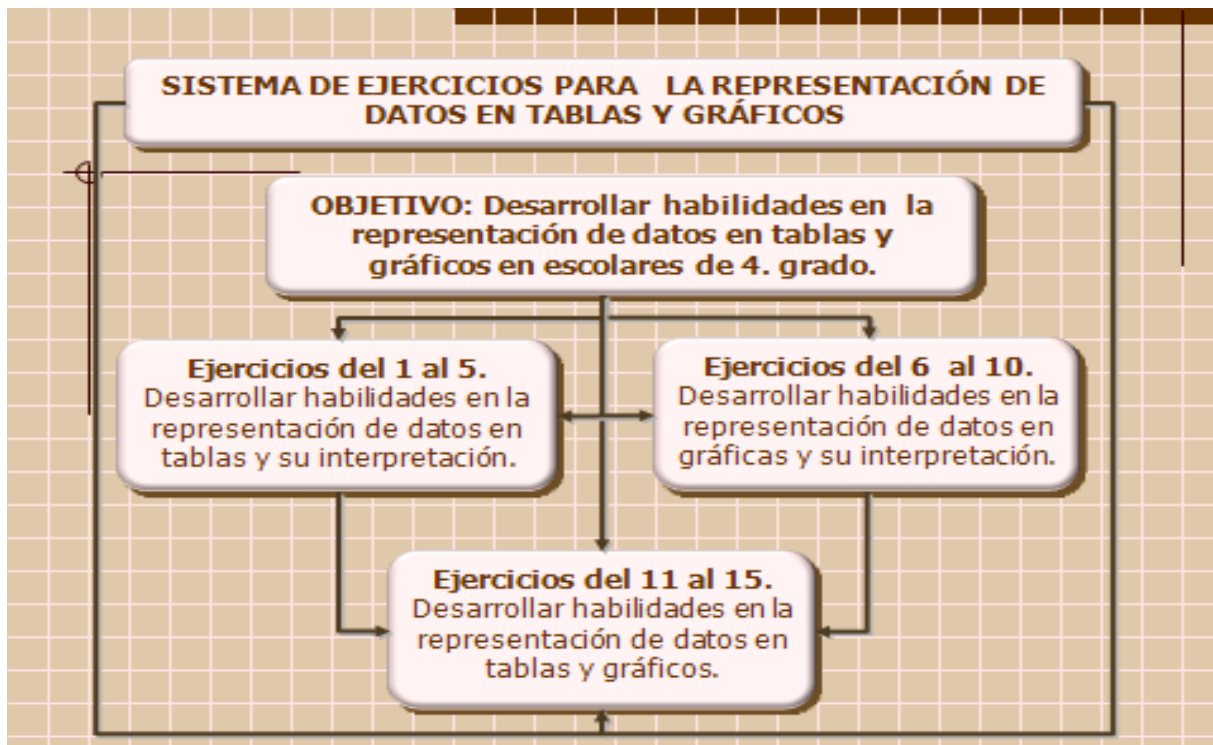 SISTEMA DE EJERCICIOS PARA LA REPRESENTACIÓN DE
DATOS EN TABLAS Y GRÁFICOS
OBJETIVO: Desarrollar habilidades en la
representación de datos en tablas y
gráficos en escolares de 4. grado.
Ejercicios del 1 al 5.
Desarrollar habilidades en la
representación de datos en
tablas y su interpretación.
Ejercicios del 6 al 10.
Desarrollar habilidades en la
representación de datos en
gráficas y su interpretación.
Ejercicios del 11 al 15.
Desarrollar habilidades en la
representación de datos en
tablas y gráficos.